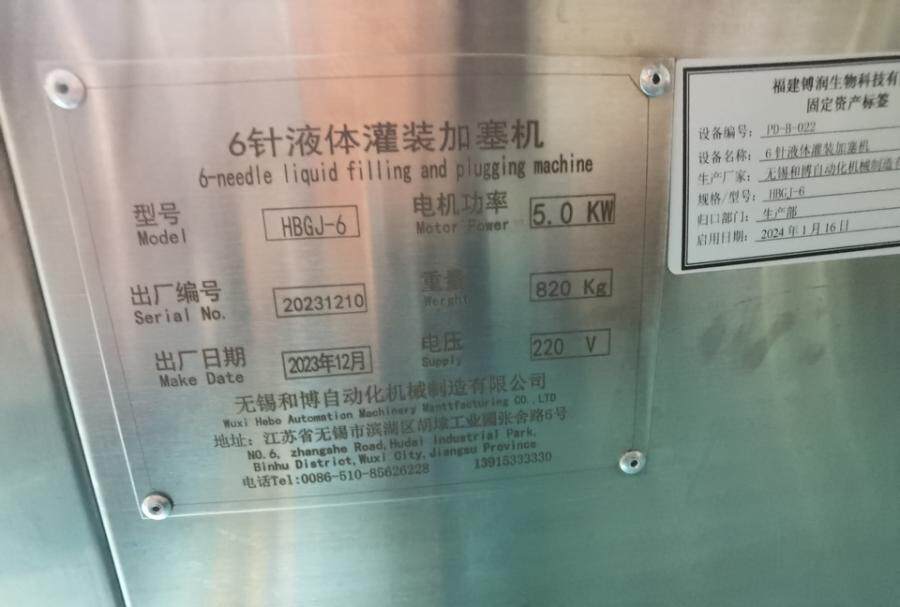 6针液体灌装加塞机
6-needle liquid filling and plugging machine
型号 HBGJ-6 电机功率 5.0 KW
Model Motor Power
出厂编号 20231210 重量 820 Kg
Serial No. Werght
出厂日期 2023年12月 电压 220 V
Make Date Supply
无锡和博自动化机械制造有限公司
Wuxi Hebo Automation Machinery Manttfacturing CO.,LTD
地址: 江苏省无锡市滨湖区胡埭工业园张舍路6号
NO.6, zhangshe Road, Hudai Industrial Park,
Binhu District, Wuxi City, Jiangsu Province
电话Tel:0086-510-85626228 13915333330
福建傅润生物科技有
固定资产标签
设备编号: PD-B-022
设备名称: 6针液体灌装加塞机
生产厂家: 无锡和博自动化机械制造有
规格/型号: HBGJ-6
归口部门: 生产部
启用日期: 2024年1月16日